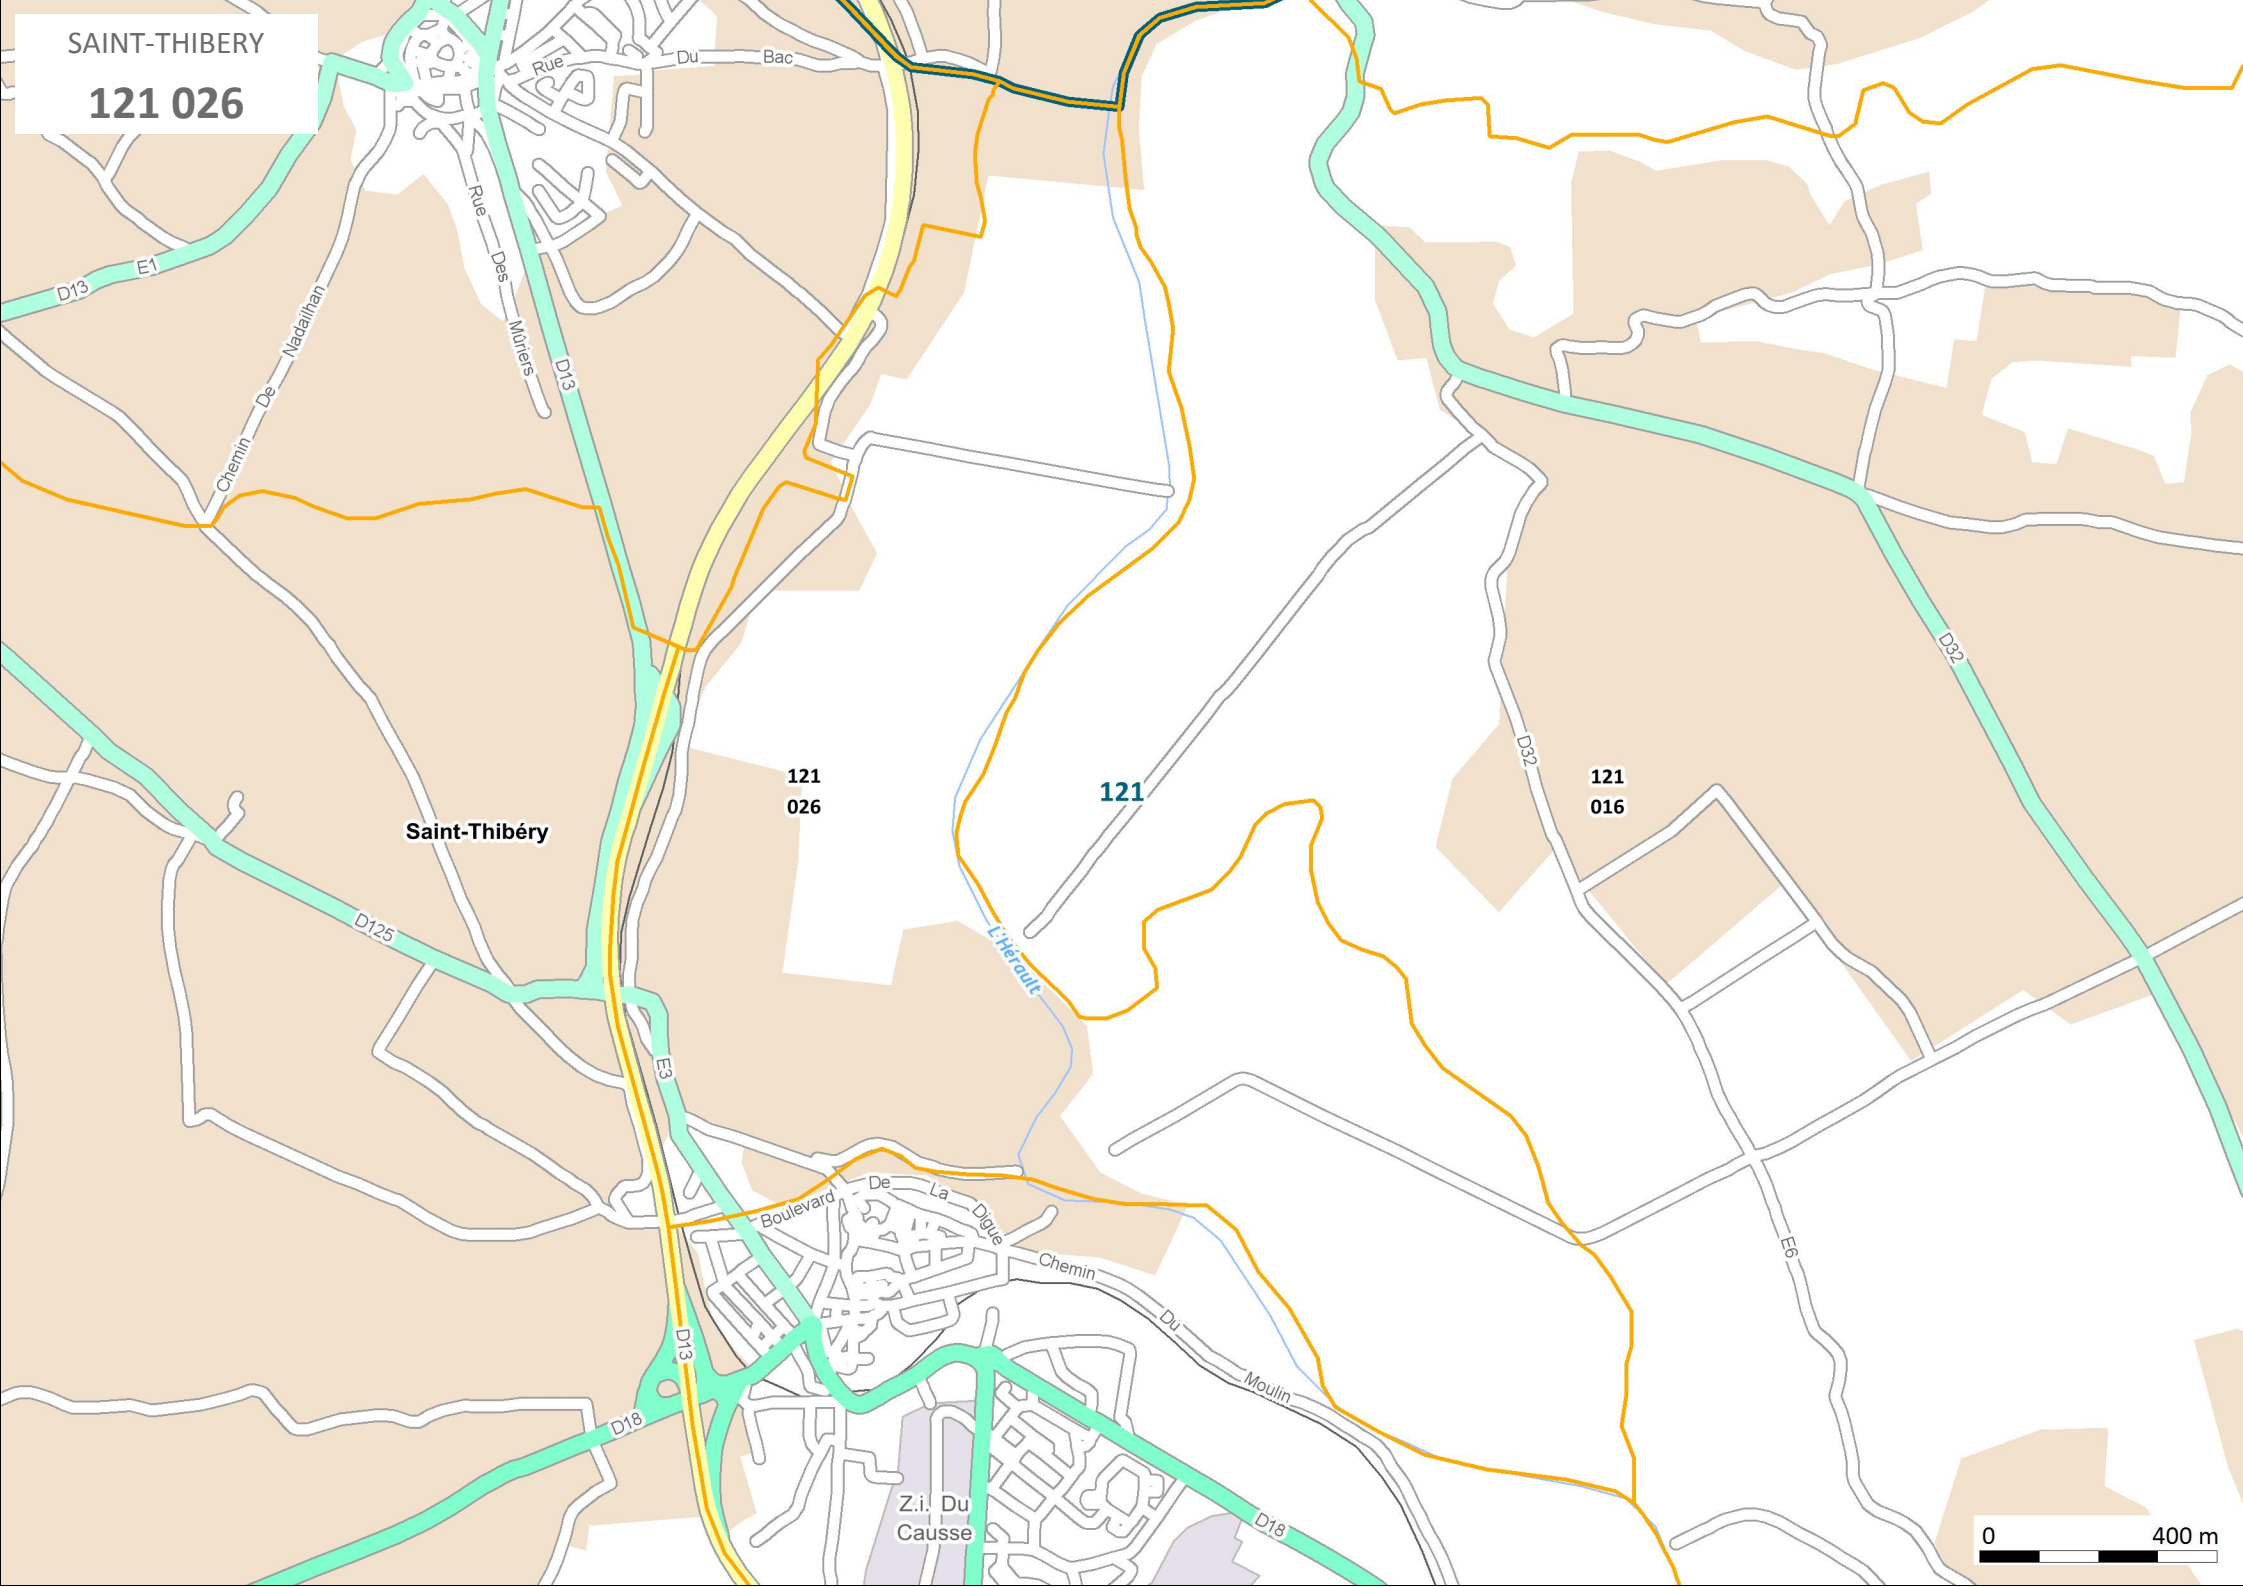 SAINT-THIBERY
121 026
Rue
Du
Bac
Rue
Des
Mûriers
E1
D13
Nadailhan
De
Chemin
D13
D32
D32
121
026
121
121
016
Saint-Thibéry
D125
L'Hérault
E3
Boulevard
De
La
Digue
Chemin
Du
Moulin
E6
D13
D18
Z.i. Du
Causse
D18
0
400 m